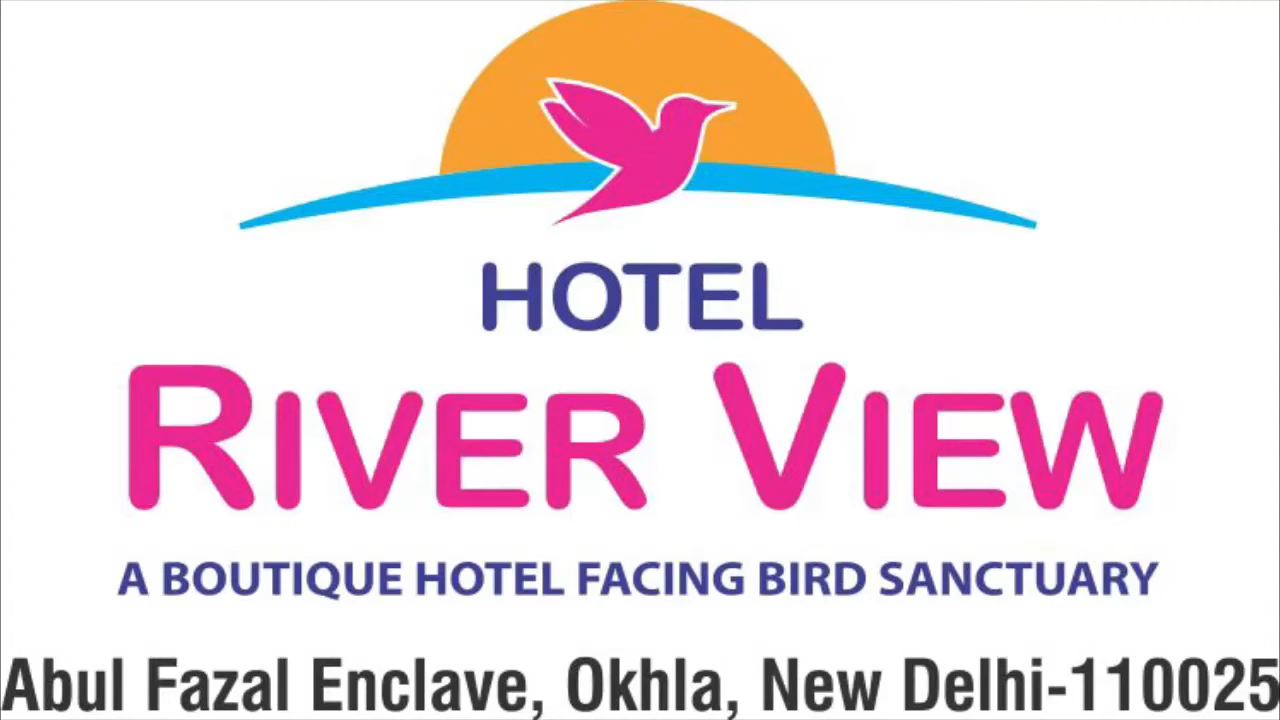 HOTEL
RIVER VIEW
A BOUTIQUE HOTEL FACING BIRD SANCTUARY
Abul Fazal Enclave, Okhla, New Delhi-110025